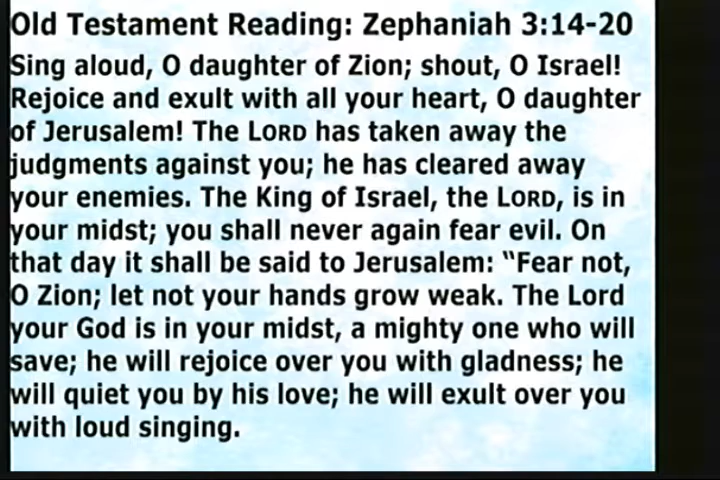 Old Testament Reading: Zephaniah 3:14-20
Sing aloud, O daughter of Zion; shout, O Israel!
Rejoice and exult with all your heart, O daughter
of Jerusalem! The LORD has taken away the
judgments against you; he has cleared away
your enemies. The King of Israel, the LORD, is in
your midst; you shall never again fear evil. On
that day it shall be said to Jerusalem: “Fear not,
O Zion; let not your hands grow weak. The Lord
your God is in your midst, a mighty one who will
save; he will rejoice over you with gladness; he
will quiet you by his love; he will exult over you
with loud singing.